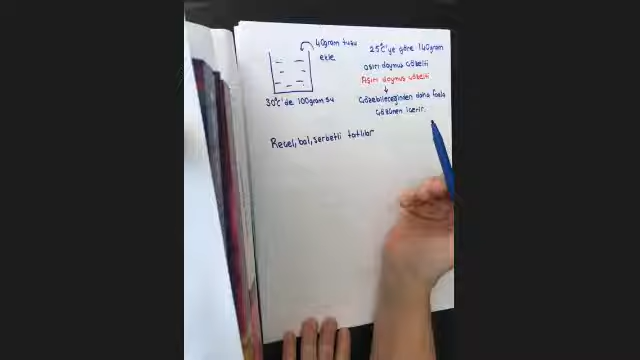 40gram tuzu
ekle
30°C'de 100gram su
25°C'ye göre 140gram
aşırı doymuş çözelti
Aşırı doymuş çözelti
↓
Çözebileceğinden daha fazla
çözünen içerir.
Reçel, bal, şerbetli tatlılar